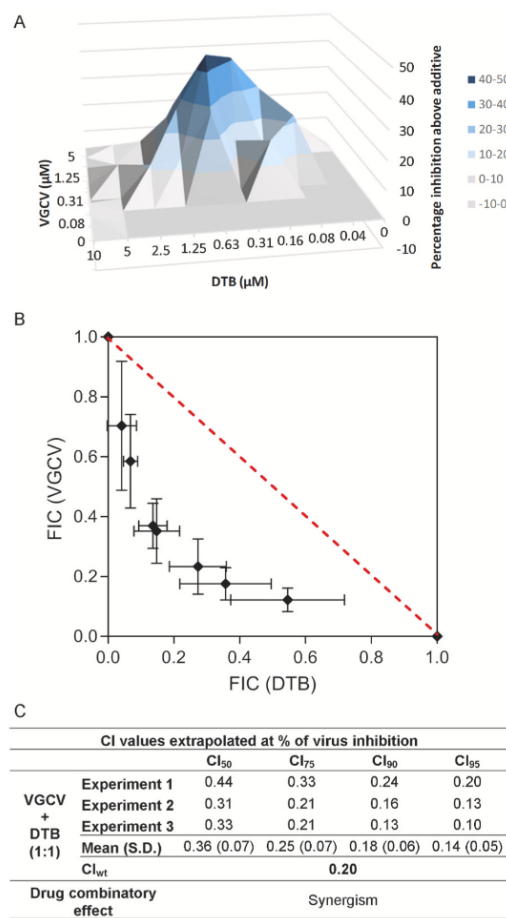 A
50
40
30
20
10
0
-10
Percentage inhibition above additive
40-50
30-40
20-30
10-20
0-10
-10-0
VGCV (µM)
5
1.25
0.31
0.08
0
10 5 2.5 1.25 0.63 0.31 0.16 0.08 0.04 0
DTB (µM)
B
1.0
0.8
0.6
0.4
0.2
0.0
FIC (VGCV)
0.0 0.2 0.4 0.6 0.8 1.0
FIC (DTB)
C
CI values extrapolated at % of virus inhibition
CI50 CI75 CI90 CI95
VGCV + DTB (1:1)
Experiment 1 0.44 0.33 0.24 0.20
Experiment 2 0.31 0.21 0.16 0.13
Experiment 3 0.33 0.21 0.13 0.10
Mean (S.D.) 0.36 (0.07) 0.25 (0.07) 0.18 (0.06) 0.14 (0.05)
CIwt 0.20
Drug combinatory effect Synergism